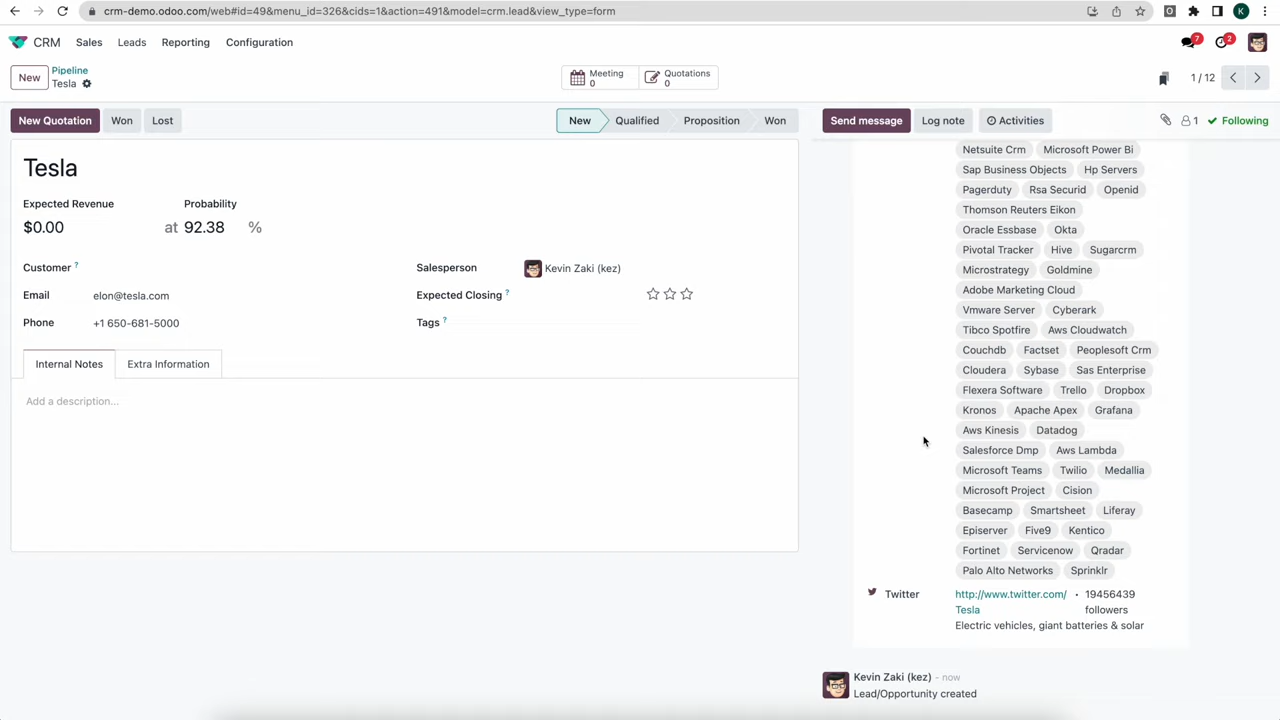 crm-demo.odoo.com/web#id=49&menu_id=326&cids=1&action=491&model=crm.lead&view_type=form
K
CRM Sales Leads Reporting Configuration
7 2
New
Pipeline
Tesla
Meeting
0
Quotations
0
1 / 12
New Quotation Won Lost
New Qualified Proposition Won
Send message Log note Activities
1 Following
Tesla
Expected Revenue Probability
$0.00 at 92.38 %
Customer ?
Email elon@tesla.com
Phone +1 650-681-5000
Salesperson Kevin Zaki (kez)
Expected Closing ?
Tags ?
Internal Notes Extra Information
Add a description...
Netsuite Crm Microsoft Power Bi
Sap Business Objects Hp Servers
Pagerduty Rsa Securid Openid
Thomson Reuters Eikon
Oracle Essbase Okta
Pivotal Tracker Hive Sugarcrm
Microstrategy Goldmine
Adobe Marketing Cloud
Vmware Server Cyberark
Tibco Spotfire Aws Cloudwatch
Couchdb Factset Peoplesoft Crm
Cloudera Sybase Sas Enterprise
Flexera Software Trello Dropbox
Kronos Apache Apex Grafana
Aws Kinesis Datadog
Salesforce Dmp Aws Lambda
Microsoft Teams Twilio Medallia
Microsoft Project Cision
Basecamp Smartsheet Liferay
Episerver Five9 Kentico
Fortinet Servicenow Qradar
Palo Alto Networks Sprinklr
Twitter http://www.twitter.com/ · 19456439
Tesla followers
Electric vehicles, giant batteries & solar
Kevin Zaki (kez) - now
Lead/Opportunity created